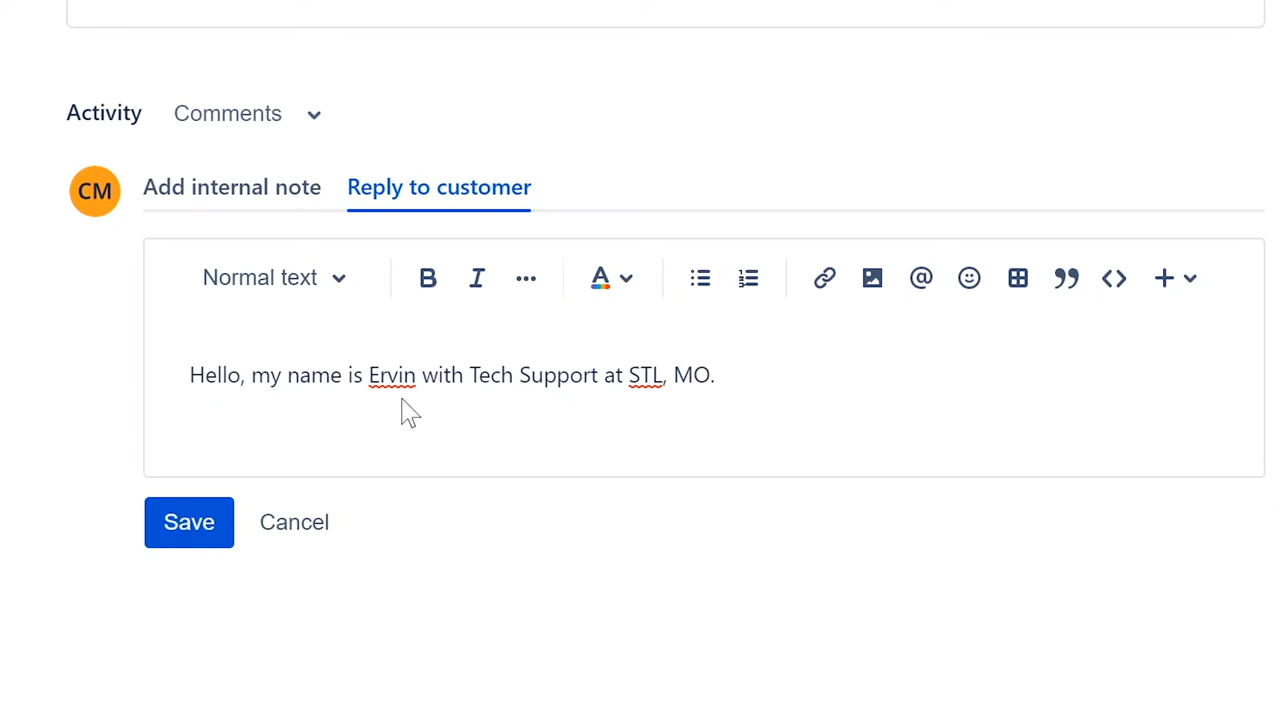 Activity Comments
CM Add internal note Reply to customer
Normal text B I ... A
Hello, my name is Ervin with Tech Support at STL, MO.
Save Cancel